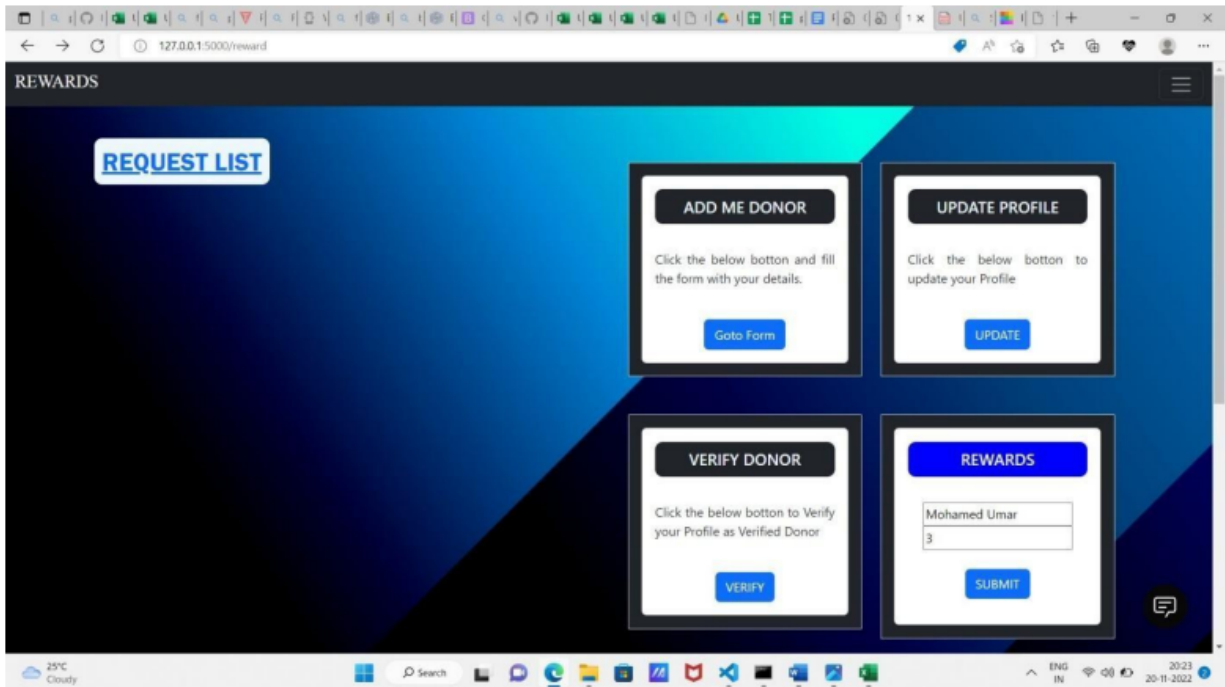 127.0.0.1:5000/reward
REWARDS
REQUEST LIST
ADD ME DONOR
Click the below botton and fill
the form with your details.
Goto Form
UPDATE PROFILE
Click the below botton to
update your Profile
UPDATE
VERIFY DONOR
Click the below botton to Verify
your Profile as Verified Donor
VERIFY
REWARDS
Mohamed Umar
3
SUBMIT
25°C
Cloudy
Search
ENG
IN
20:23
20-11-2022